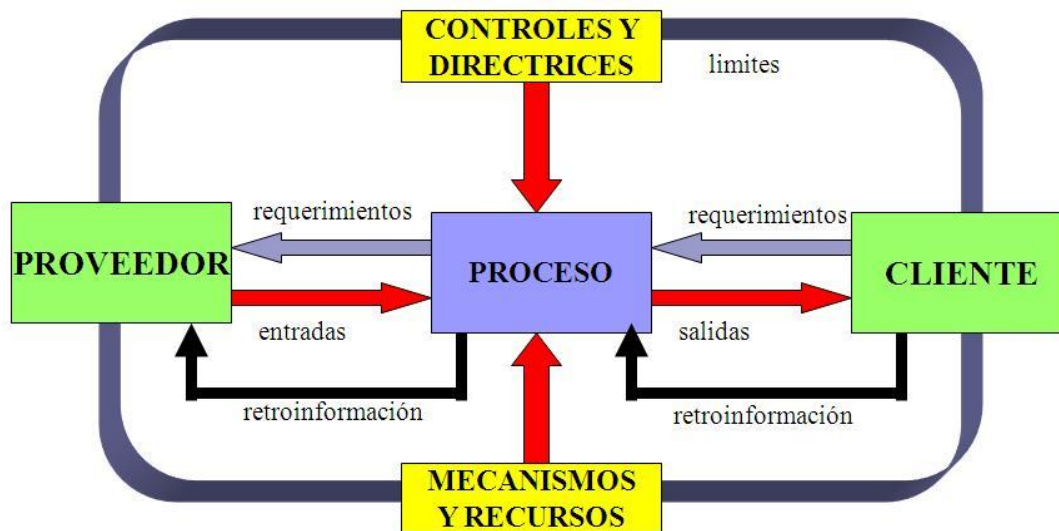 CONTROLES Y
DIRECTRICES
limites
requerimientos
requerimientos
PROVEEDOR
PROCESO
CLIENTE
entradas
salidas
retroinformación
retroinformación
MECANISMOS
Y RECURSOS